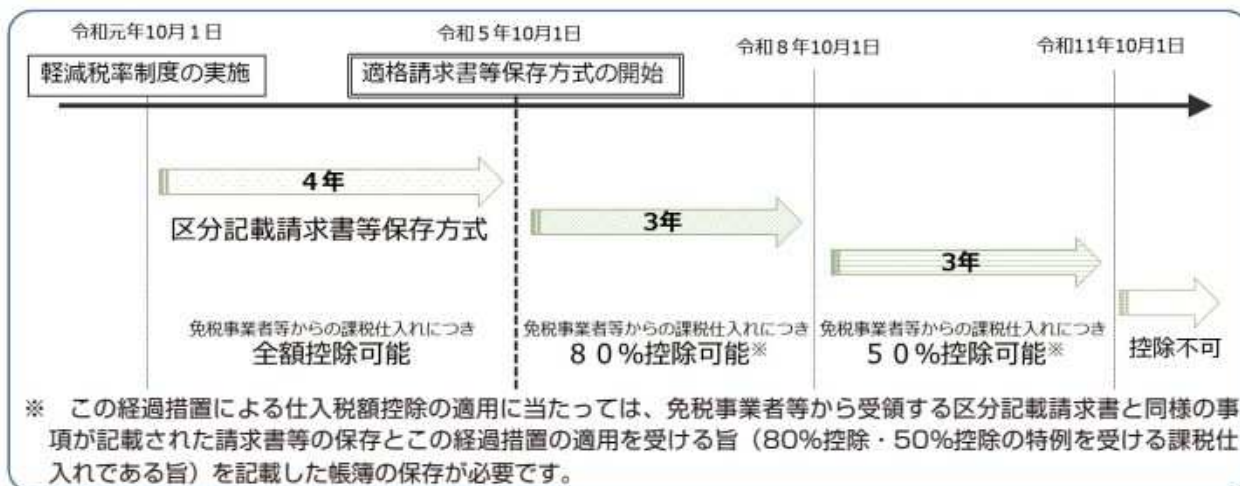 令和元年10月1日
令和5年10月1日
令和8年10月1日
令和11年10月1日
軽減税率制度の実施
適格請求書等保存方式の開始
4年
区分記載請求書等保存方式
3年
3年
免税事業者等からの課税仕入れにつき
全額控除可能
免税事業者等からの課税仕入れにつき
80%控除可能※
免税事業者等からの課税仕入れにつき
50%控除可能※
控除不可
※ この経過措置による仕入税額控除の適用に当たっては、免税事業者等から受領する区分記載請求書と同様の事
項が記載された請求書等の保存とこの経過措置の適用を受ける旨（80%控除・50%控除の特例を受ける課税仕
入れである旨）を記載した帳簿の保存が必要です。